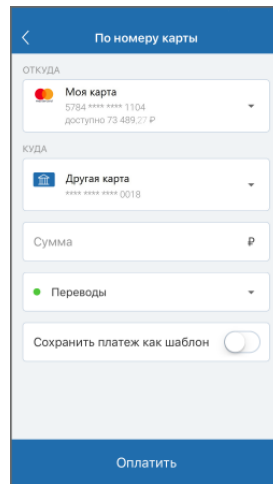 По номеру карты
ОТКУДА
Моя карта
5784 **** **** 1104
доступно 73 489,27 ₽
КУДА
Другая карта
**** **** **** 0018
Сумма ₽
Переводы
Сохранить платеж как шаблон
Оплатить